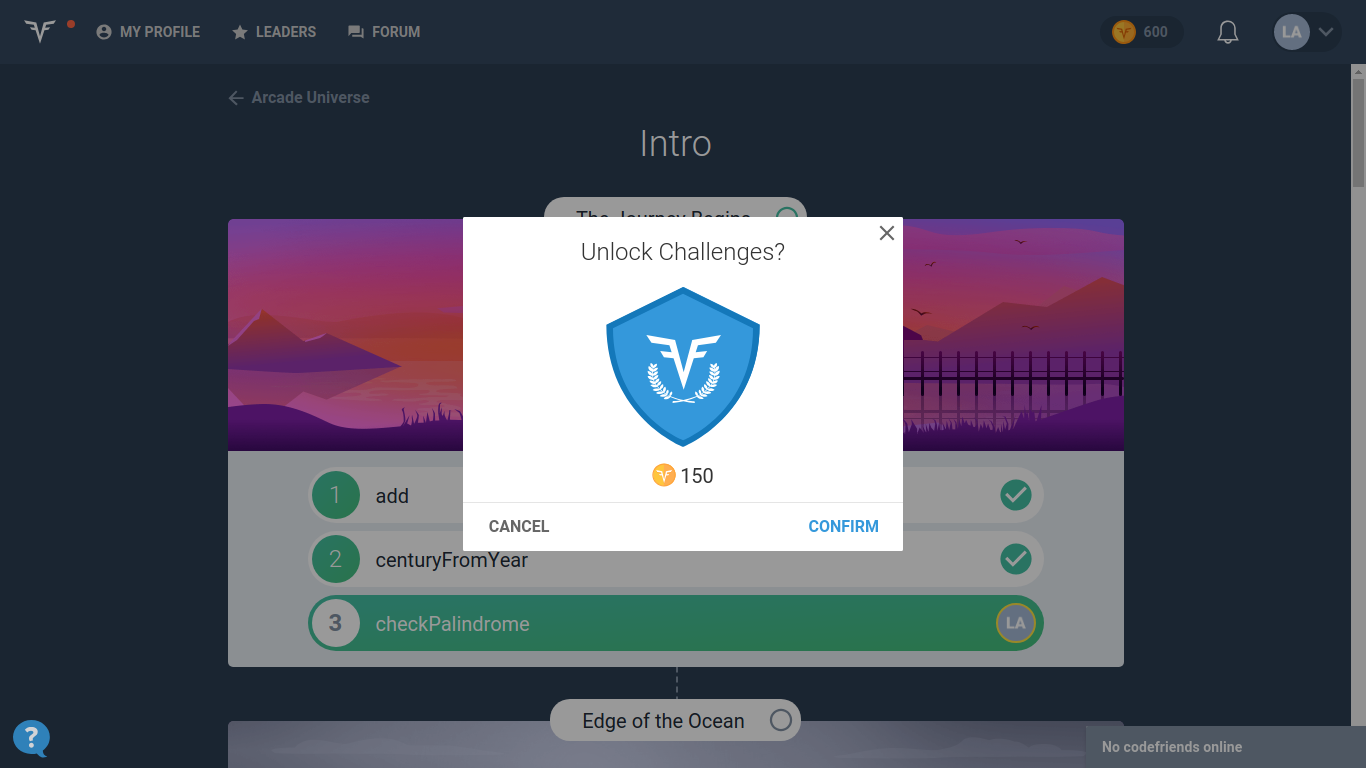 MY PROFILE
LEADERS
FORUM
600
LA
Arcade Universe
Intro
The Journey Begins
Unlock Challenges?
150
CANCEL
CONFIRM
1
add
2
centuryFromYear
3
checkPalindrome
LA
Edge of the Ocean
?
No codefriends online